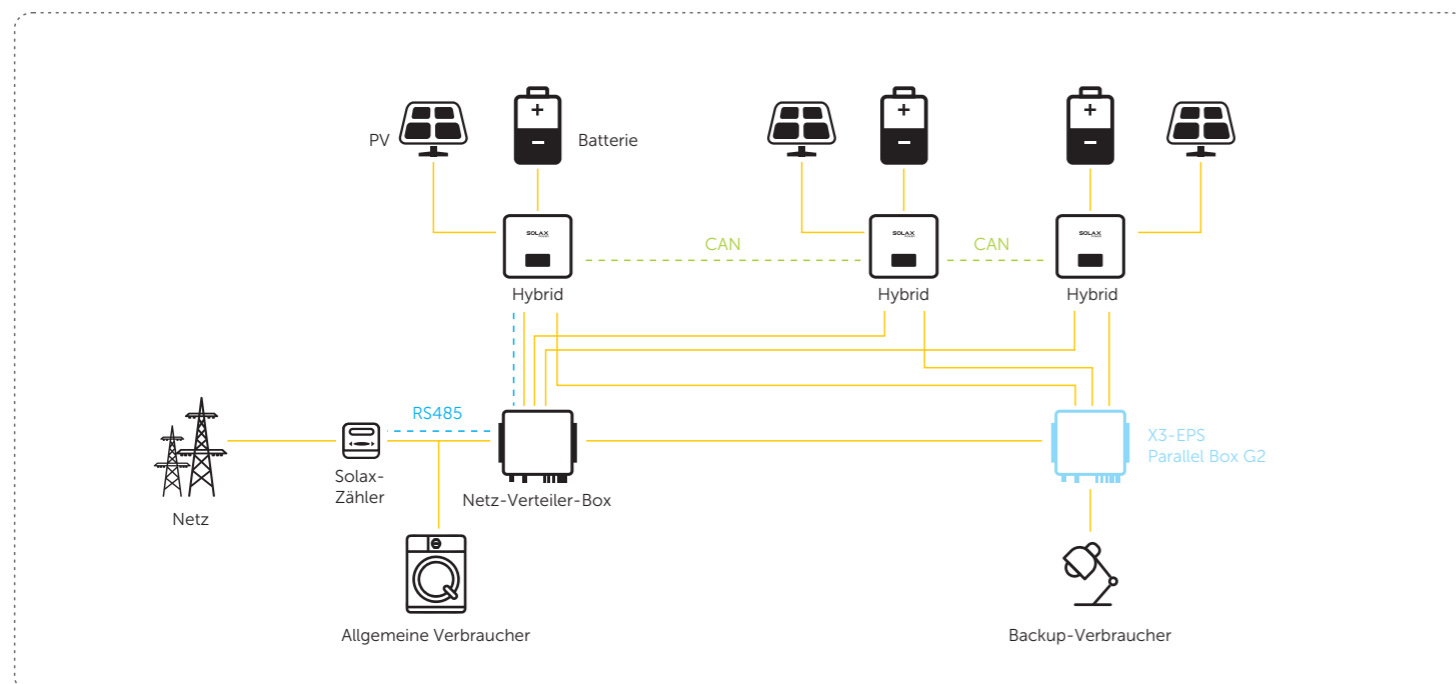 PV
Batterie
SOLAX
SOLAX
SOLAX
CAN
CAN
Hybrid
Hybrid
Hybrid
RS485
X3-EPS
Parallel Box G2
Solax-
Zähler
Netz-Verteiler-Box
Netz
Allgemeine Verbraucher
Backup-Verbraucher